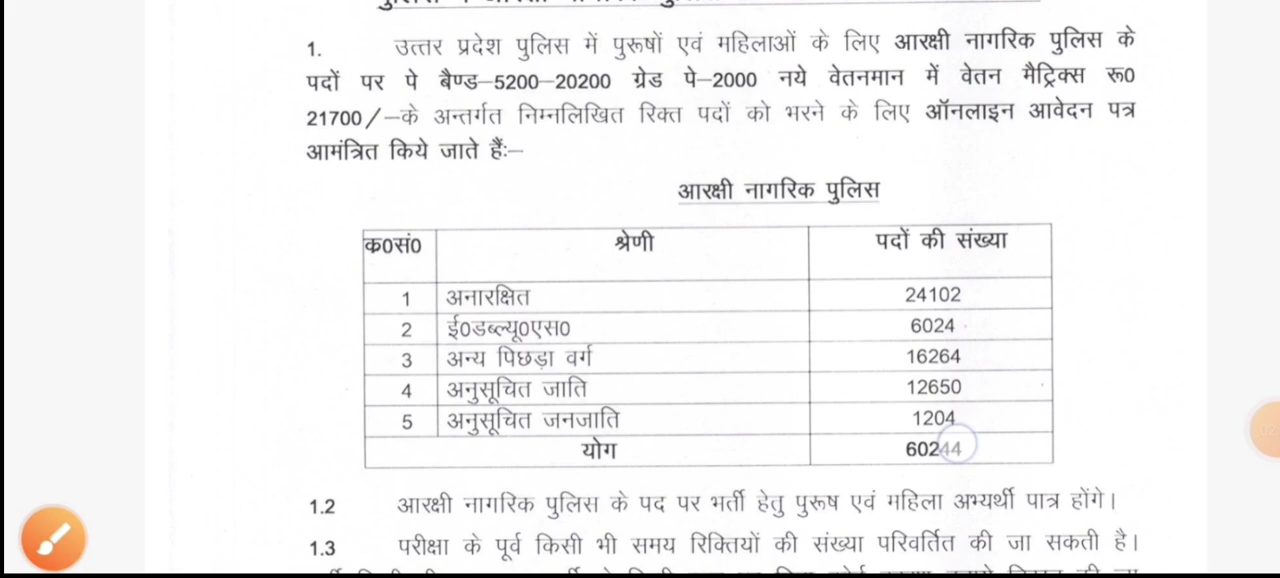 1. उत्तर प्रदेश पुलिस में पुरूषों एवं महिलाओं के लिए आरक्षी नागरिक पुलिस के
पदों पर पे बैण्ड–5200–20200 ग्रेड पे–2000 नये वेतनमान में वेतन मैट्रिक्स रू0
21700/–के अन्तर्गत निम्नलिखित रिक्त पदों को भरने के लिए ऑनलाइन आवेदन पत्र
आमंत्रित किये जाते हैंः–
आरक्षी नागरिक पुलिस
क0सं0 श्रेणी पदों की संख्या
1 अनारक्षित 24102
2 ई0डब्ल्यू0एस0 6024
3 अन्य पिछड़ा वर्ग 16264
4 अनुसूचित जाति 12650
5 अनुसूचित जनजाति 1204
योग 60244
1.2 आरक्षी नागरिक पुलिस के पद पर भर्ती हेतु पुरूष एवं महिला अभ्यर्थी पात्र होंगे।
1.3 परीक्षा के पूर्व किसी भी समय रिक्तियों की संख्या परिवर्तित की जा सकती है।